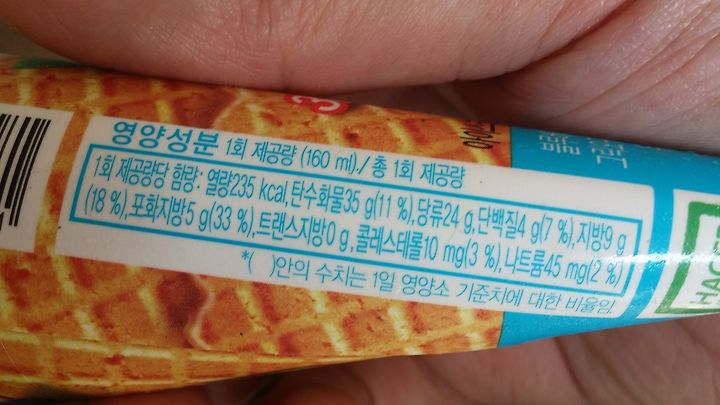 영양성분 1회 제공량 (160 ml)/총 1회 제공량
1회 제공량당 함량: 열량235 kcal,탄수화물35 g(11 %),당류24 g,단백질4 g(7 %),지방9 g
(18 %),포화지방5 g(33 %),트랜스지방0 g,콜레스테롤10 mg(3 %),나트륨45 mg(2 %)
*( )안의 수치는 1일 영양소 기준치에 대한 비율임.